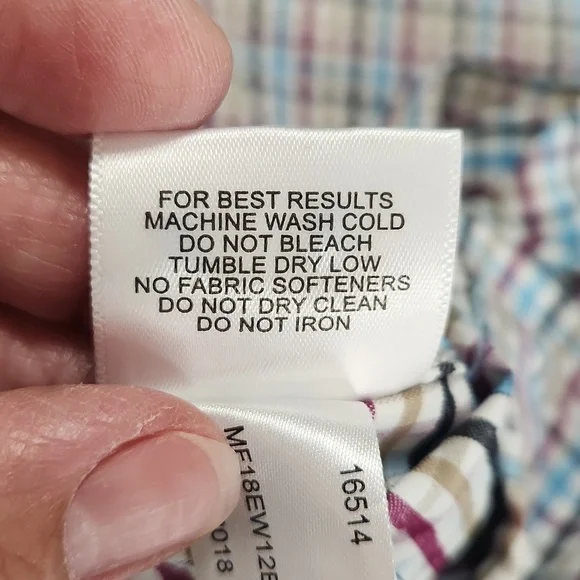 FOR BEST RESULTS
MACHINE WASH COLD
DO NOT BLEACH
TUMBLE DRY LOW
NO FABRIC SOFTENERS
DO NOT DRY CLEAN
DO NOT IRON
16514